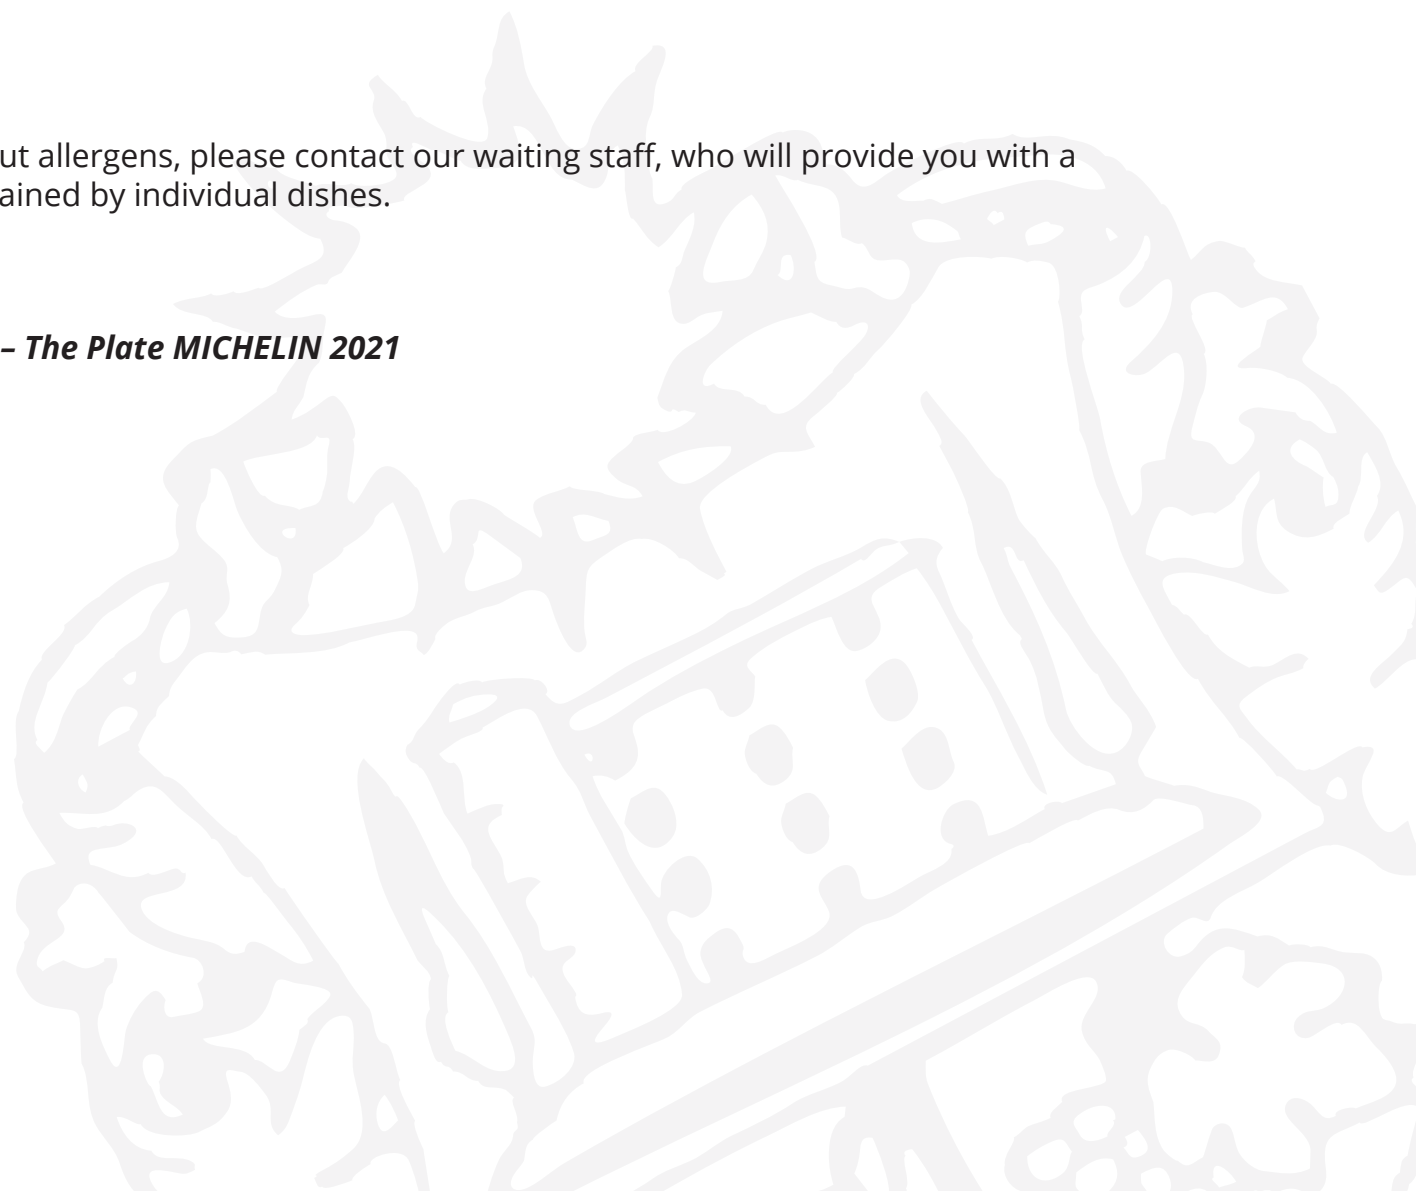 ut allergens, please contact our waiting staff, who will provide you with a
ained by individual dishes.
– The Plate MICHELIN 2021